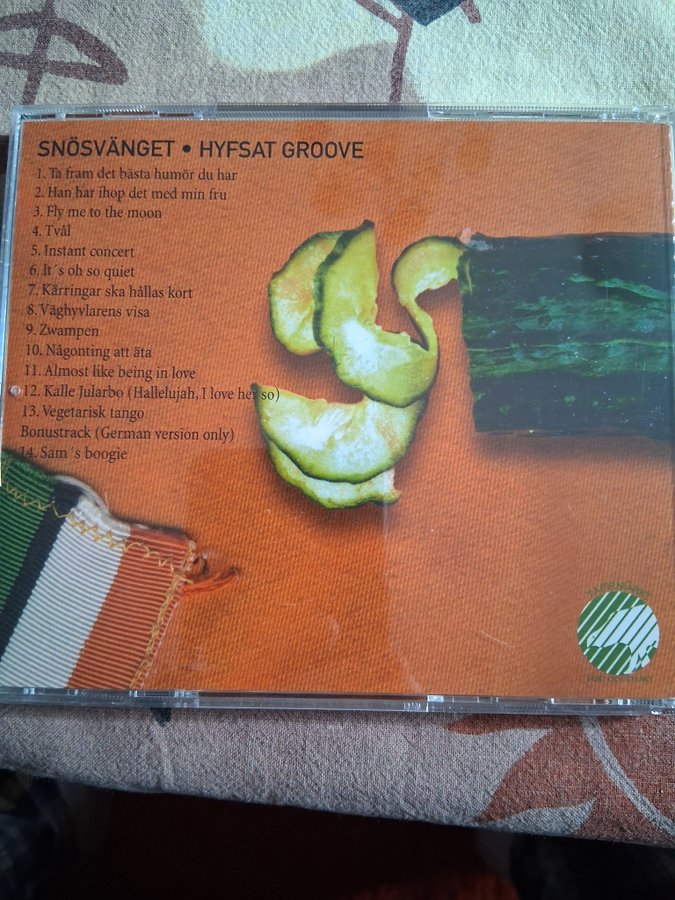 SNÖSVÄNGET • HYFSAT GROOVE
1. Ta fram det bästa humör du har
2. Han har ihop det med min fru
3. Fly me to the moon
4. Tvål
5. Instant concert
6. It´s oh so quiet
7. Kärringar ska hållas kort
8. Väghyvlarens visa
9. Zwampen
10. Någonting att äta
11. Almost like being in love
12. Kalle Jularbo (Hallelujah, I love her so)
13. Vegetarisk tango
Bonustrack (German version only)
14. Sam´s boogie